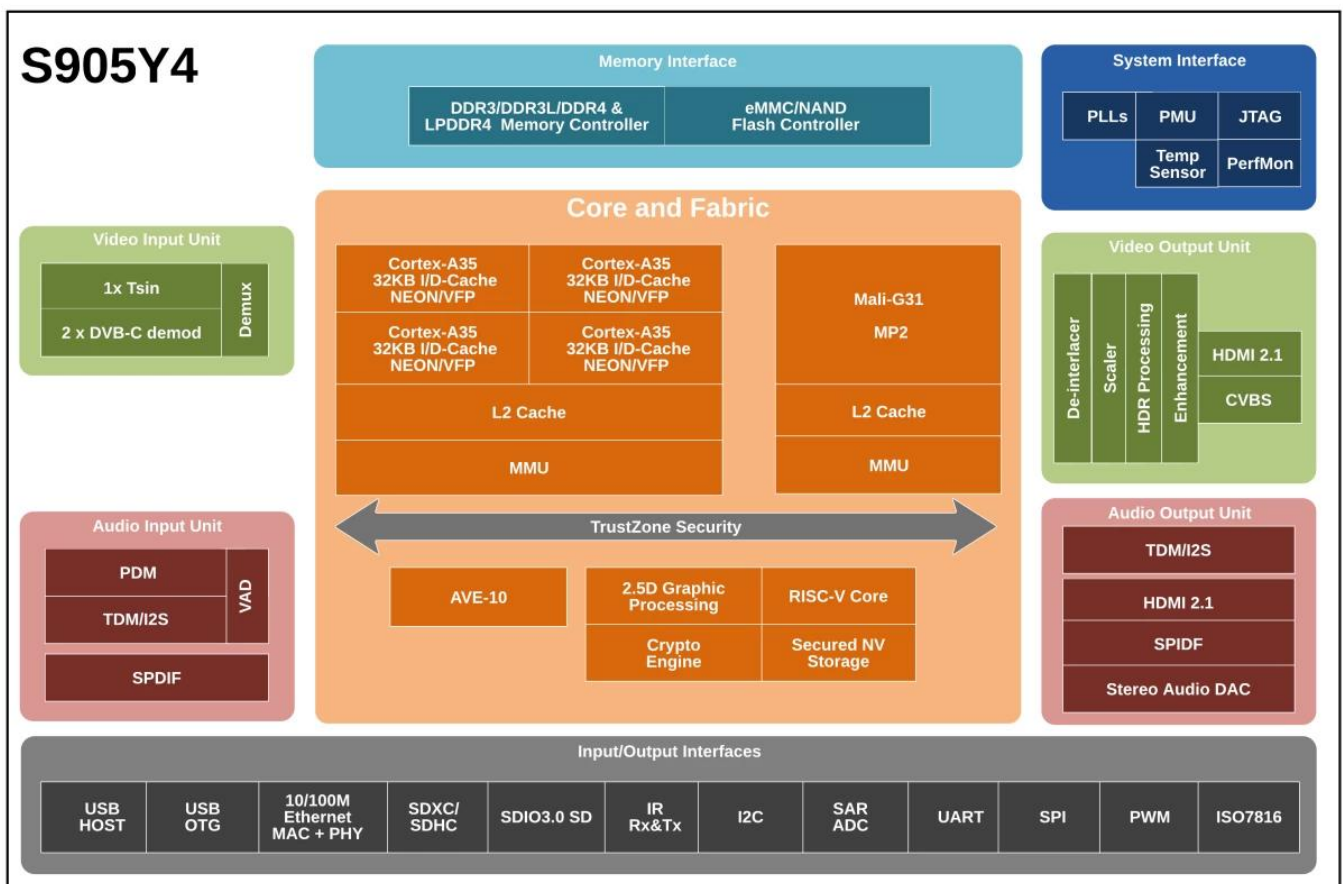 S905Y4
Memory Interface
DDR3/DDR3L/DDR4 &
LPDDR4 Memory Controller
eMMC/NAND
Flash Controller
System Interface
PLLs
PMU
JTAG
Temp
Sensor
PerfMon
Video Input Unit
1x Tsin
2 x DVB-C demod
Demux
Core and Fabric
Cortex-A35
32KB I/D-Cache
NEON/VFP
Cortex-A35
32KB I/D-Cache
NEON/VFP
Cortex-A35
32KB I/D-Cache
NEON/VFP
Cortex-A35
32KB I/D-Cache
NEON/VFP
L2 Cache
MMU
Mali-G31
MP2
L2 Cache
MMU
TrustZone Security
AVE-10
2.5D Graphic
Processing
RISC-V Core
Crypto
Engine
Secured NV
Storage
Video Output Unit
De-interlacer
Scaler
HDR Processing
Enhancement
HDMI 2.1
CVBS
Audio Input Unit
PDM
TDM/I2S
VAD
SPDIF
Audio Output Unit
TDM/I2S
HDMI 2.1
SPIDF
Stereo Audio DAC
Input/Output Interfaces
USB
HOST
USB
OTG
10/100M
Ethernet
MAC + PHY
SDXC/
SDHC
SDIO3.0 SD
IR
Rx&Tx
I2C
SAR
ADC
UART
SPI
PWM
ISO7816